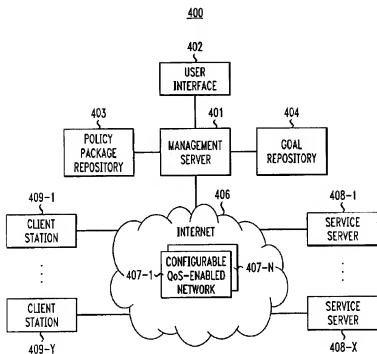 400
402
USER
INTERFACE
403
401
404
POLICY
PACKAGE
REPOSITORY
MANAGEMENT
SERVER
GOAL
REPOSITORY
409-1
406
408-1
CLIENT
STATION
INTERNET
SERVICE
SERVER
407-1
CONFIGURABLE
QoS-ENABLED
NETWORK
407-N
CLIENT
STATION
SERVICE
SERVER
409-Y
408-X